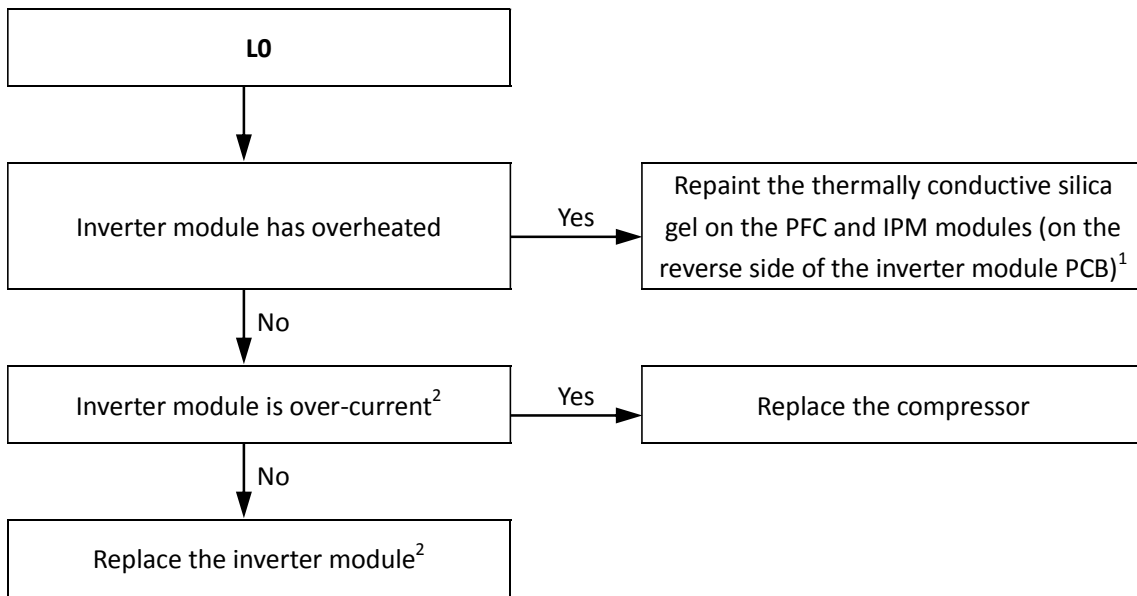 L0
Inverter module has overheated
Yes
Repaint the thermally conductive silica
gel on the PFC and IPM modules (on the
reverse side of the inverter module PCB)¹
No
Inverter module is over-current²
Yes
Replace the compressor
No
Replace the inverter module²